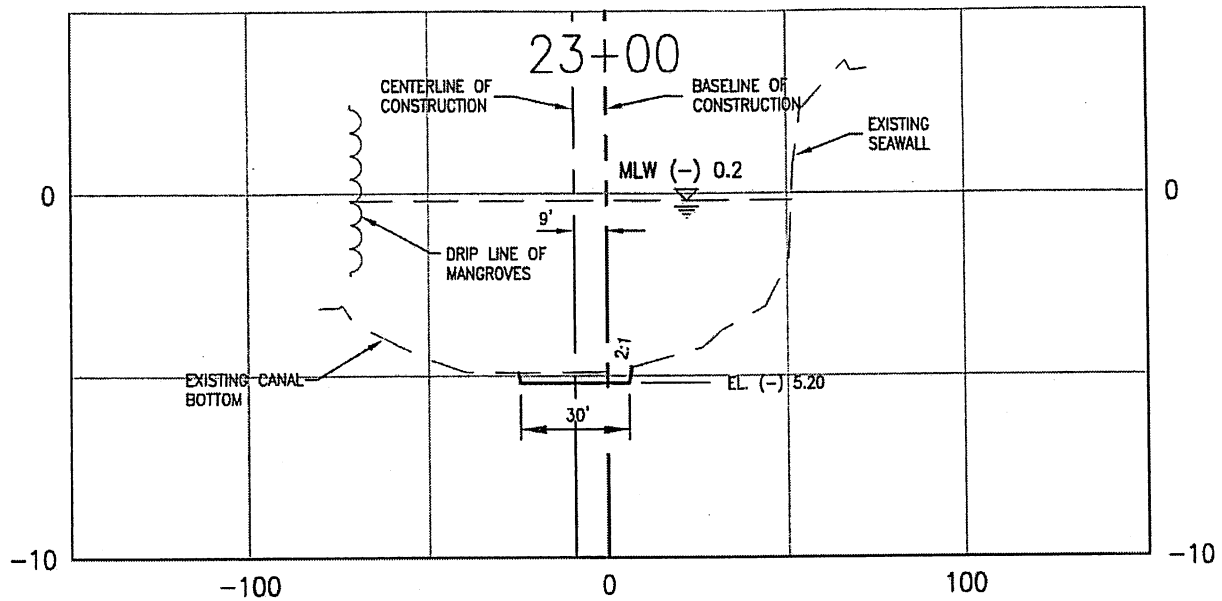 23+00
CENTERLINE OF
CONSTRUCTION
BASELINE OF
CONSTRUCTION
EXISTING
SEAWALL
MLW (-) 0.2
0
0
9'
DRIP LINE OF
MANGROVES
2:1
EXISTING CANAL
BOTTOM
EL. (-) 5.20
30'
-10
-10
-100
0
100